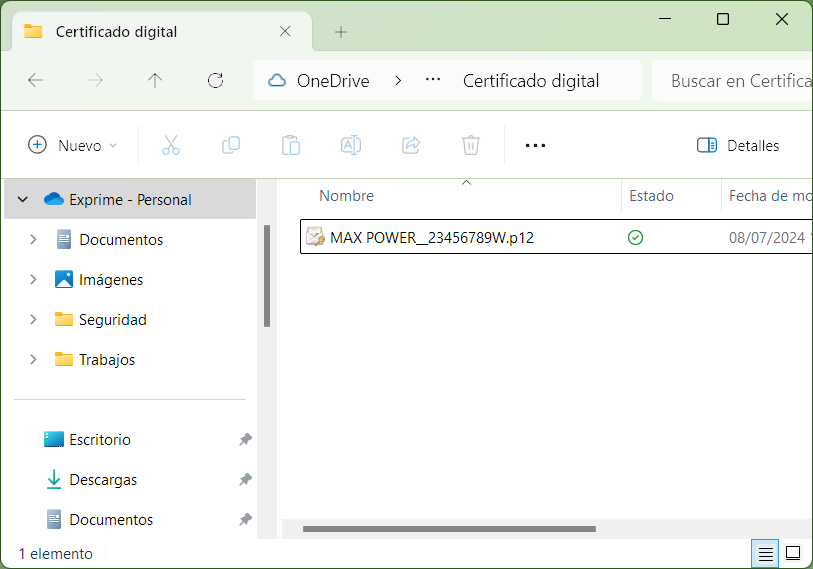 Certificado digital
OneDrive > ··· Certificado digital
Buscar en Certifica
Nuevo
Detalles
Exprime - Personal
Documentos
Imágenes
Seguridad
Trabajos
Escritorio
Descargas
Documentos
Nombre Estado Fecha de mo
MAX POWER__23456789W.p12 08/07/2024 1
1 elemento